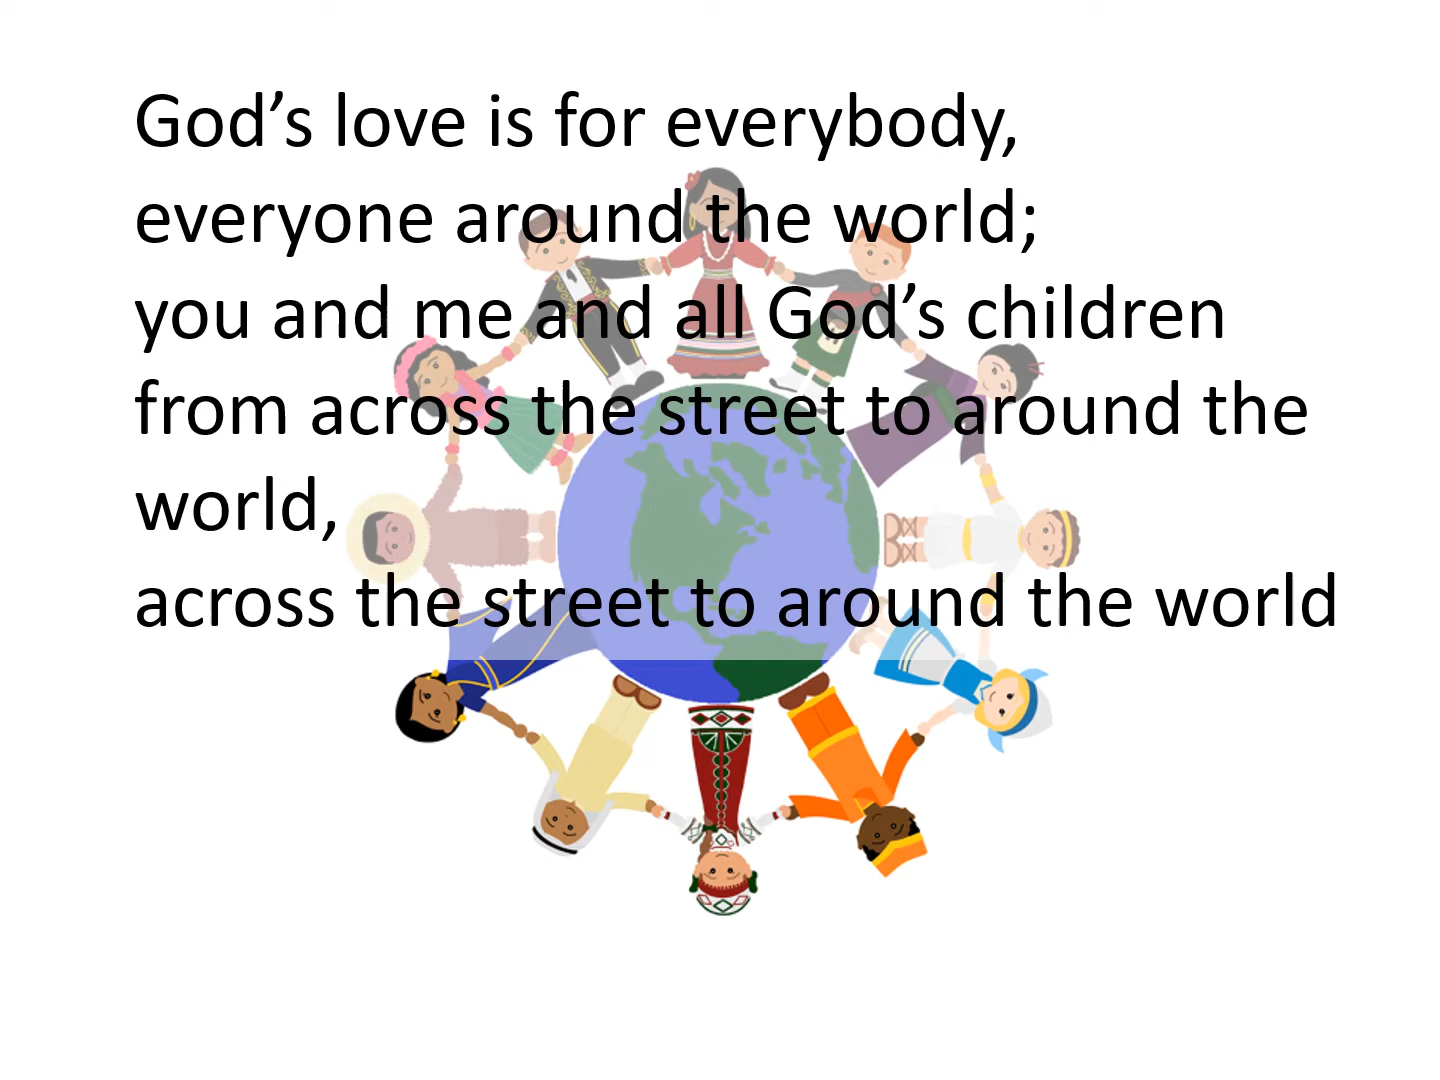 God’s love is for everybody,
everyone around the world;
you and me and all God’s children
from across the street to around the
world,
across the street to around the world